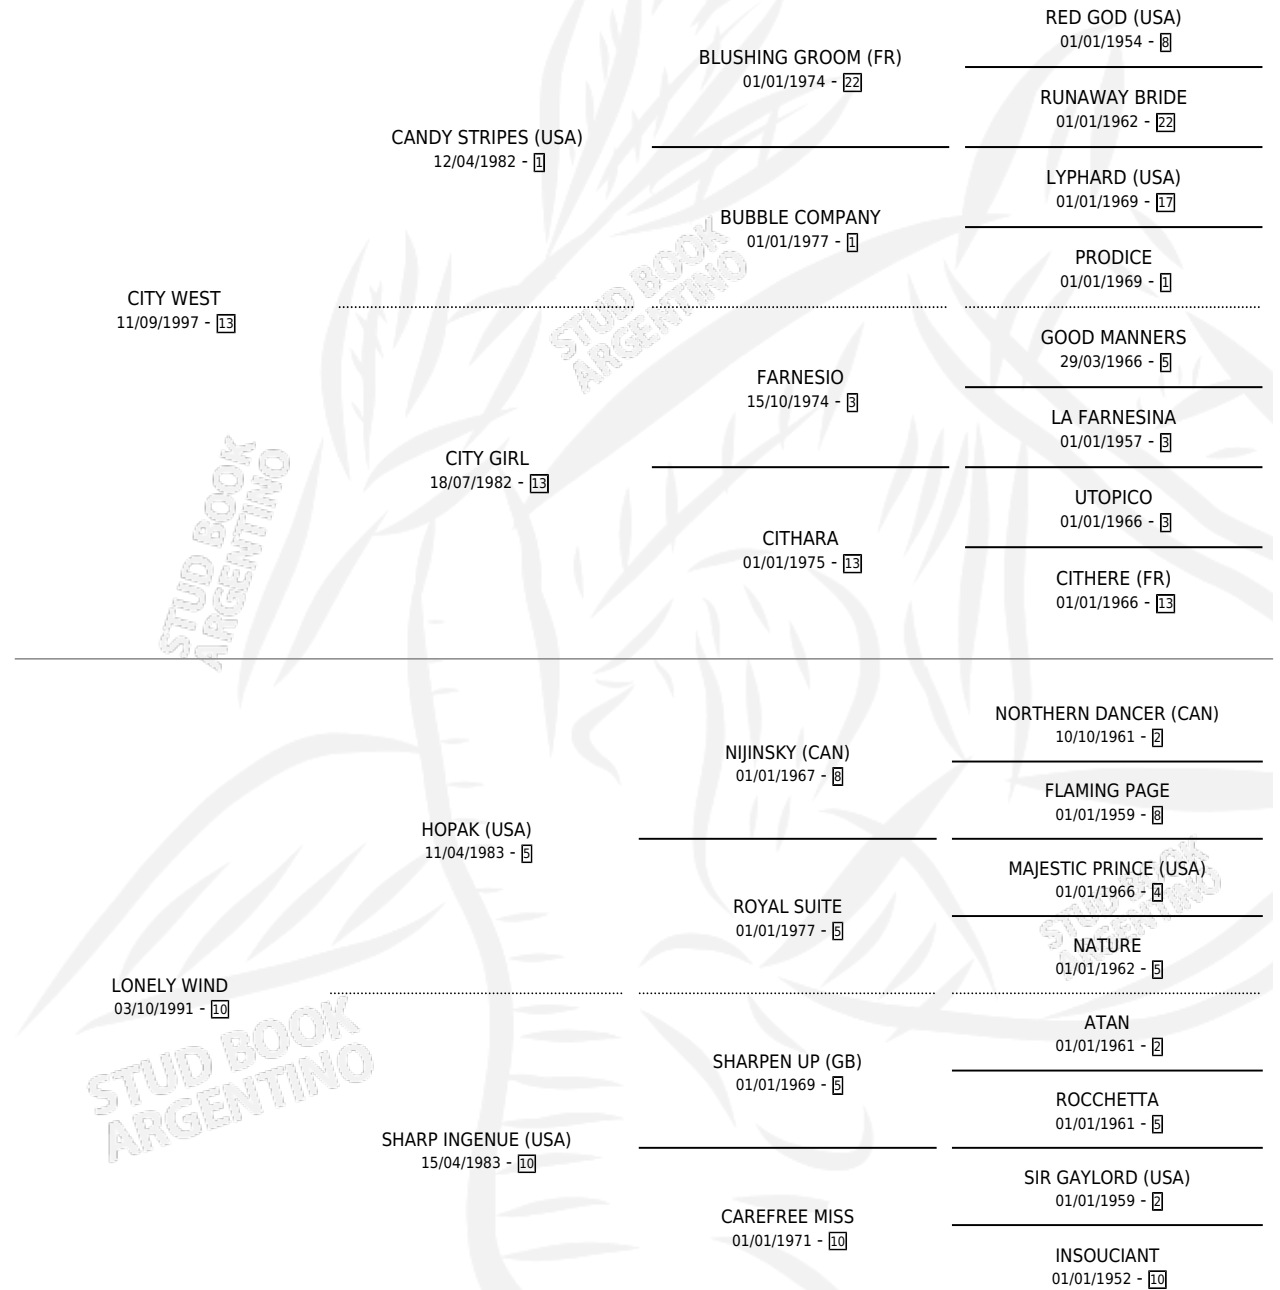 RED GOD (USA)
01/01/1954 - 8
BLUSHING GROOM (FR)
01/01/1974 - 22
RUNAWAY BRIDE
01/01/1962 - 22
CANDY STRIPES (USA)
12/04/1982 - 1
LYPHARD (USA)
01/01/1969 - 17
BUBBLE COMPANY
01/01/1977 - 1
PRODICE
01/01/1969 - 1
CITY WEST
11/09/1997 - 13
GOOD MANNERS
29/03/1966 - 5
FARNESIO
15/10/1974 - 3
LA FARNESINA
01/01/1957 - 3
CITY GIRL
18/07/1982 - 13
UTOPICO
01/01/1966 - 3
CITHARA
01/01/1975 - 13
CITHERE (FR)
01/01/1966 - 13
NORTHERN DANCER (CAN)
10/10/1961 - 2
NIJINSKY (CAN)
01/01/1967 - 8
FLAMING PAGE
01/01/1959 - 8
HOPAK (USA)
11/04/1983 - 5
MAJESTIC PRINCE (USA)
01/01/1966 - 4
ROYAL SUITE
01/01/1977 - 5
NATURE
01/01/1962 - 5
LONELY WIND
03/10/1991 - 10
ATAN
01/01/1961 - 2
SHARPEN UP (GB)
01/01/1969 - 5
ROCCHETTA
01/01/1961 - 5
SHARP INGENUE (USA)
15/04/1983 - 10
SIR GAYLORD (USA)
01/01/1959 - 2
CAREFREE MISS
01/01/1971 - 10
INSOUCIANT
01/01/1952 - 10
STUD BOOK
ARGENTINO
STUD BOOK
ARGENTINO
STUD BOOK
ARGENTINO
STUD BOOK
ARGENTINO